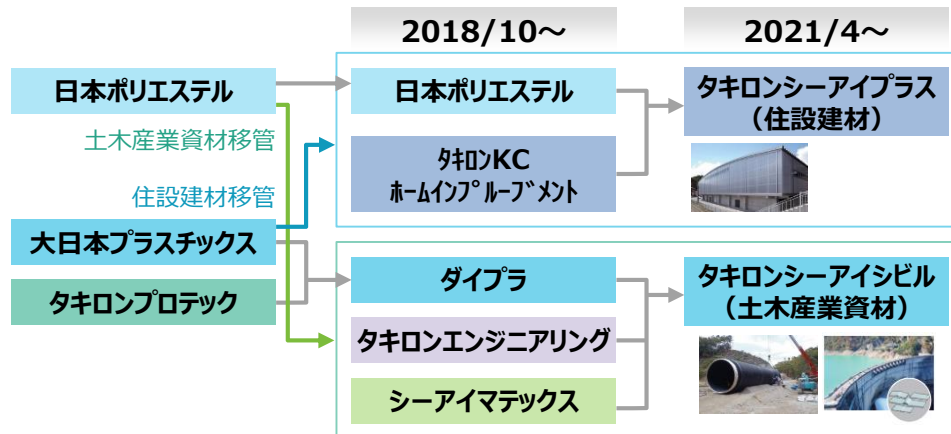 2018/10～
2021/4～
日本ポリエステル
日本ポリエステル
タキロンシーアイプラス
（住設建材）
土木産業資材移管
住設建材移管
ﾀｷﾛﾝKC
ﾎｰﾑｲﾝﾌﾟﾙｰﾌﾞﾒﾝﾄ
大日本プラスチックス
タキロンプロテック
ダイプラ
タキロンシーアイシビル
（土木産業資材）
タキロンエンジニアリング
シーアイマテックス